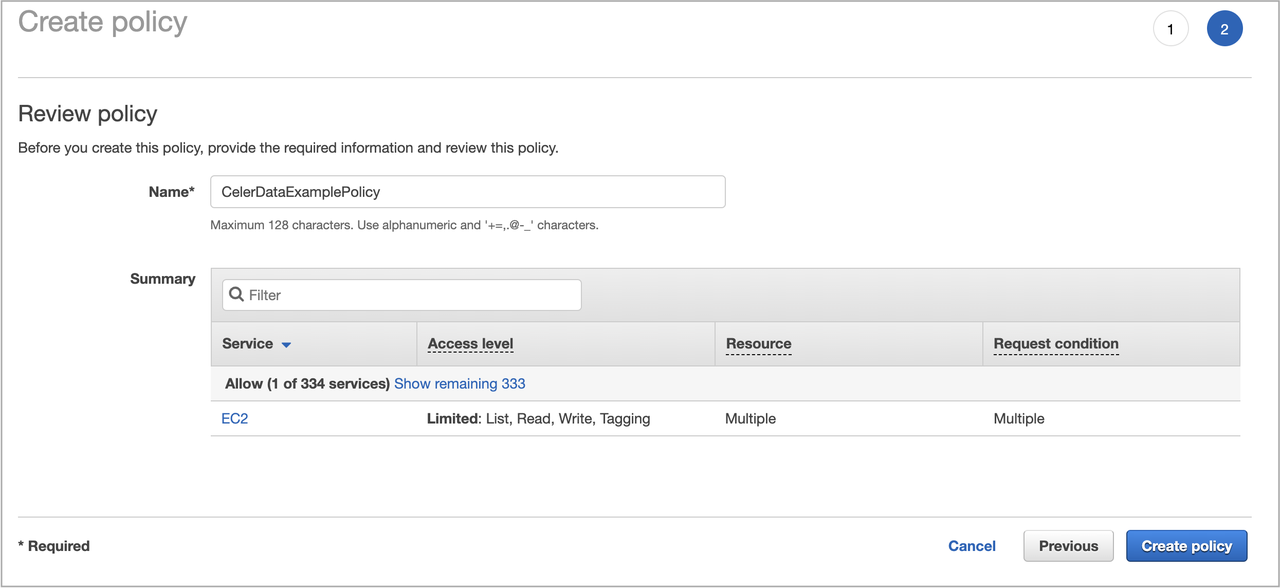 Create policy
1 2
Review policy
Before you create this policy, provide the required information and review this policy.
Name* CelerDataExamplePolicy
Maximum 128 characters. Use alphanumeric and '+=,.@-_' characters.
Summary
Filter
Service Access level Resource Request condition
Allow (1 of 334 services) Show remaining 333
EC2 Limited: List, Read, Write, Tagging Multiple Multiple
* Required Cancel Previous Create policy